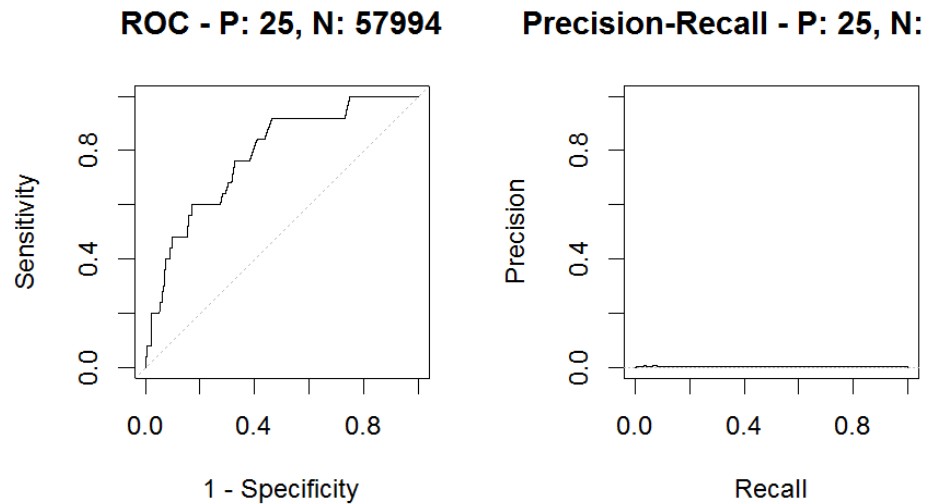 ROC - P: 25, N: 57994
Sensitivity
0.0 0.4 0.8
0.0 0.4 0.8
1 - Specificity
Precision-Recall - P: 25, N:
Precision
0.0 0.4 0.8
0.0 0.4 0.8
Recall